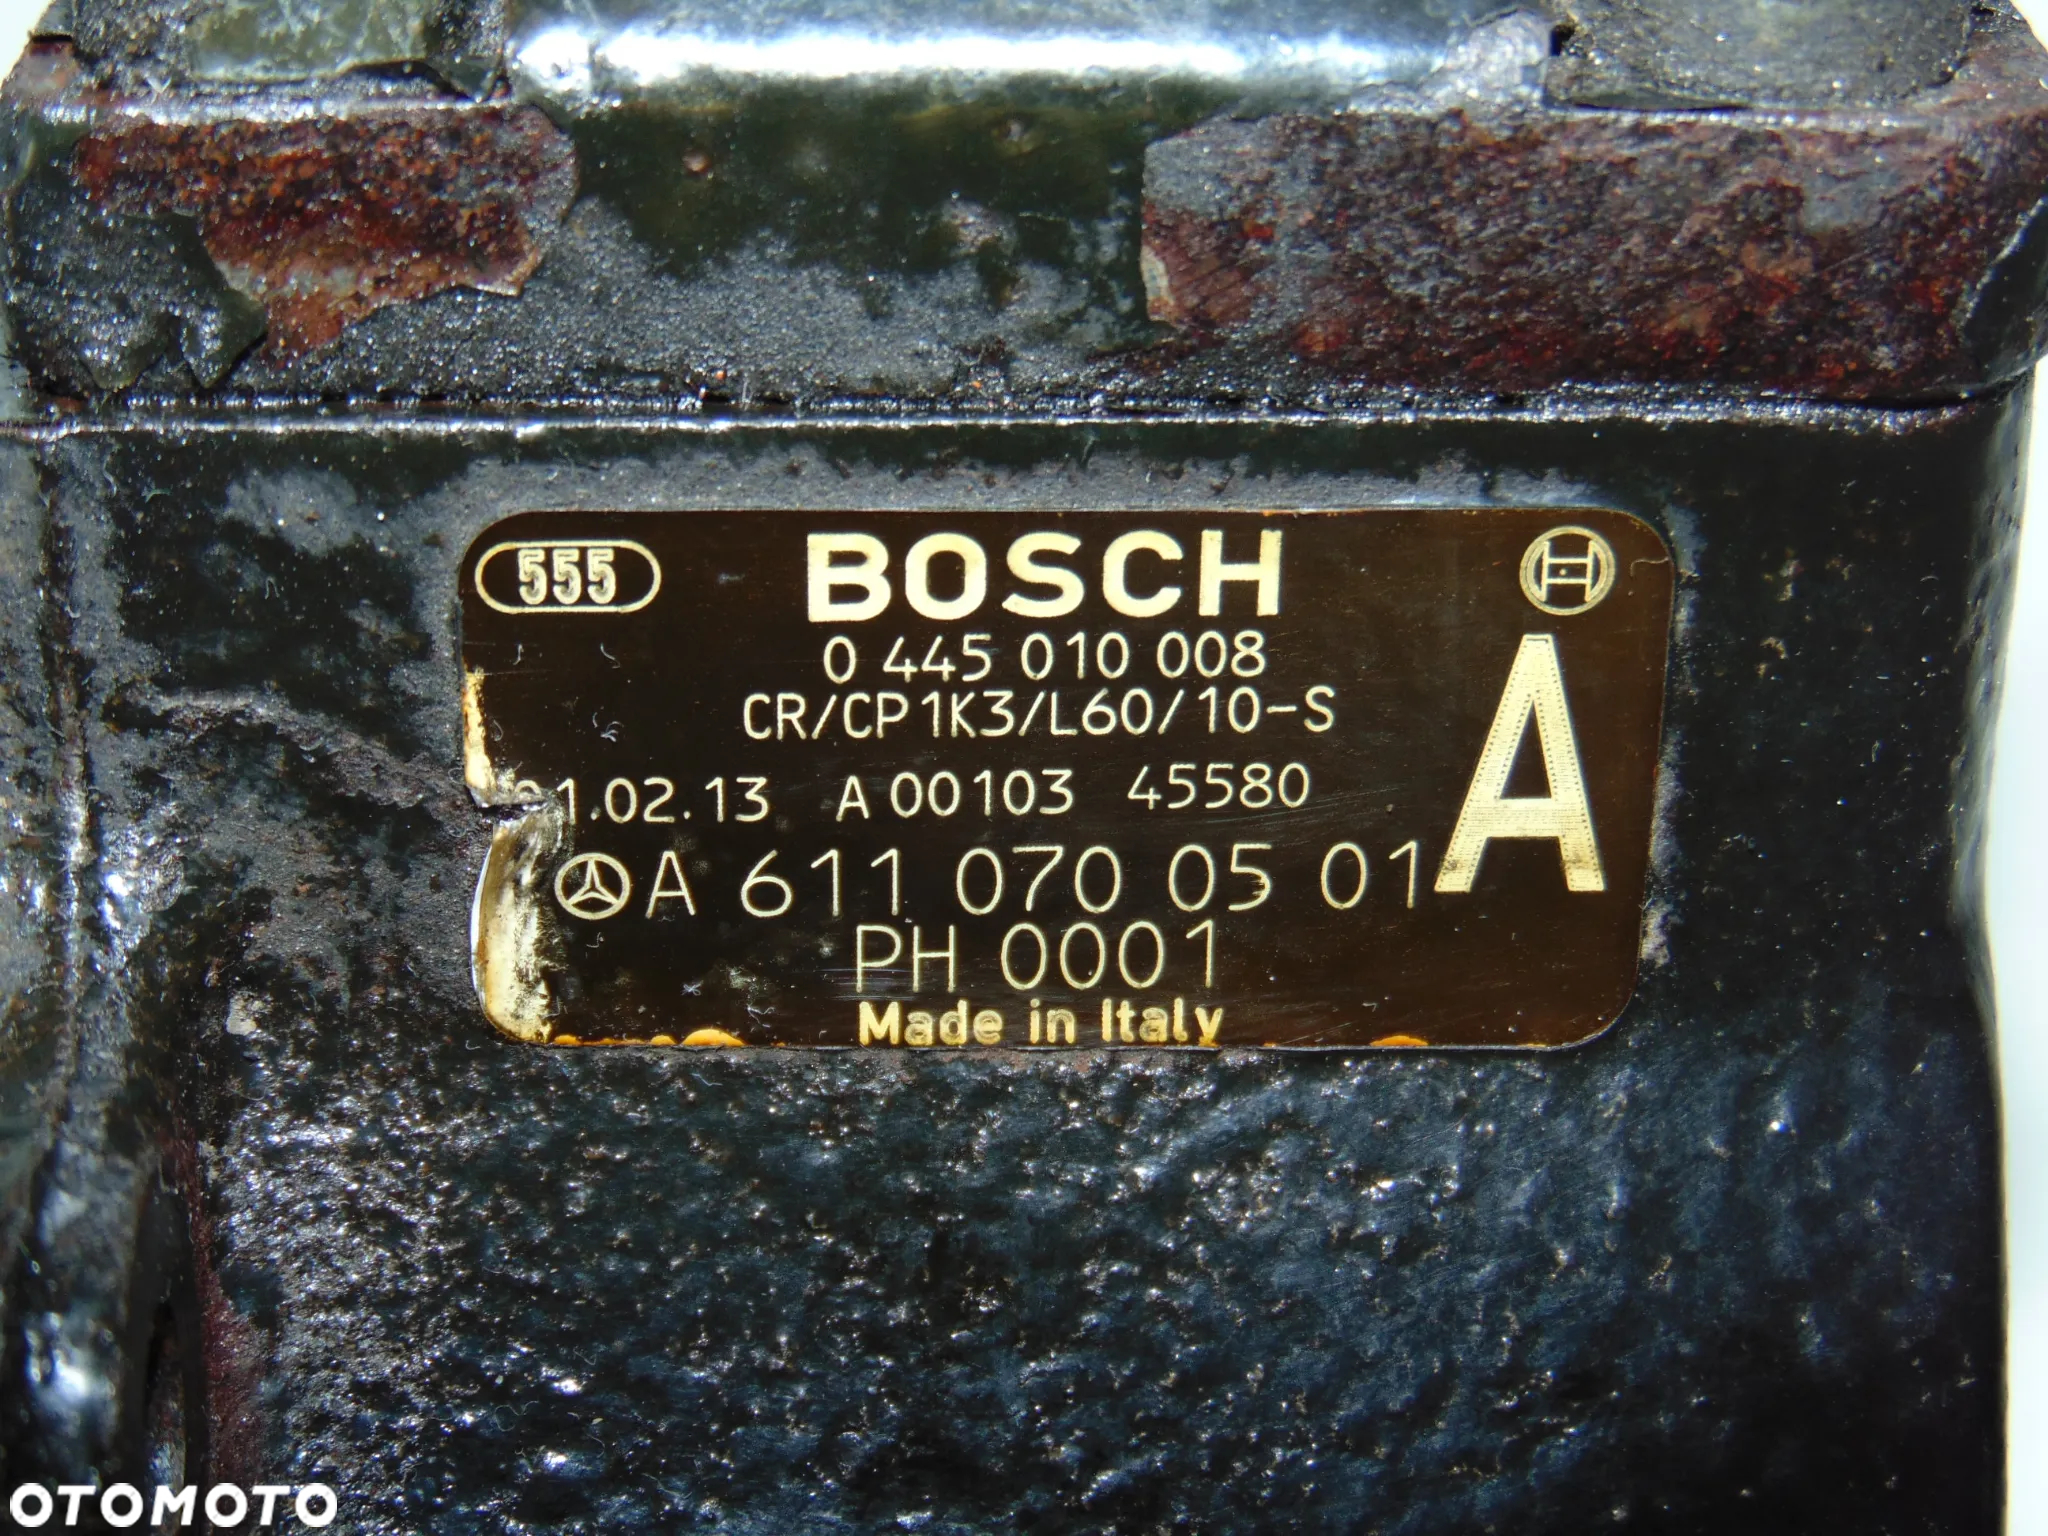 555
BOSCH
0 445 010 008
CR/CP1K3/L60/10-S
1.02.13 A 00103 45580
A 611 070 05 01
A
PH 0001
Made in Italy
OTOMOTO